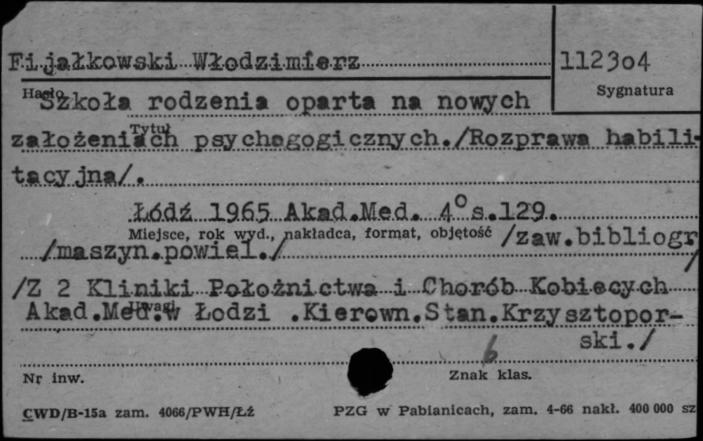 Fijałkowski Włodzimierz
112304
Hasło
Sygnatura
Szkoła rodzenia oparta na nowych
Tytuł
założeniach psychogogicznych./Rozprawa habili-
tacyjna/.
Łódź 1965 Akad.Med. 4° s.129.
Miejsce, rok wyd., nakładca, format, objętość
/zaw.bibliogr/
/maszyn.powiel./
/Z 2 Kliniki Położnictwa i Chorób Kobiecych
Uwagi
Akad.Med.w Łodzi .Kierown.Stan.Krzysztopor-
ski./
6
Nr inw.
Znak klas.
CWD/B-15a zam. 4066/PWH/Łź
PZG w Pabianicach, zam. 4-66 nakł. 400 000 sz